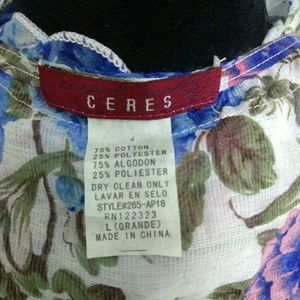 CERES
75% COTTON
25% POLYESTER
75% ALGODON
25% POLIESTER
DRY CLEAN ONLY
LAVAR EN SELO
STYLE#265-AP18
RN122323
L(GRANDE)
MADE IN CHINA